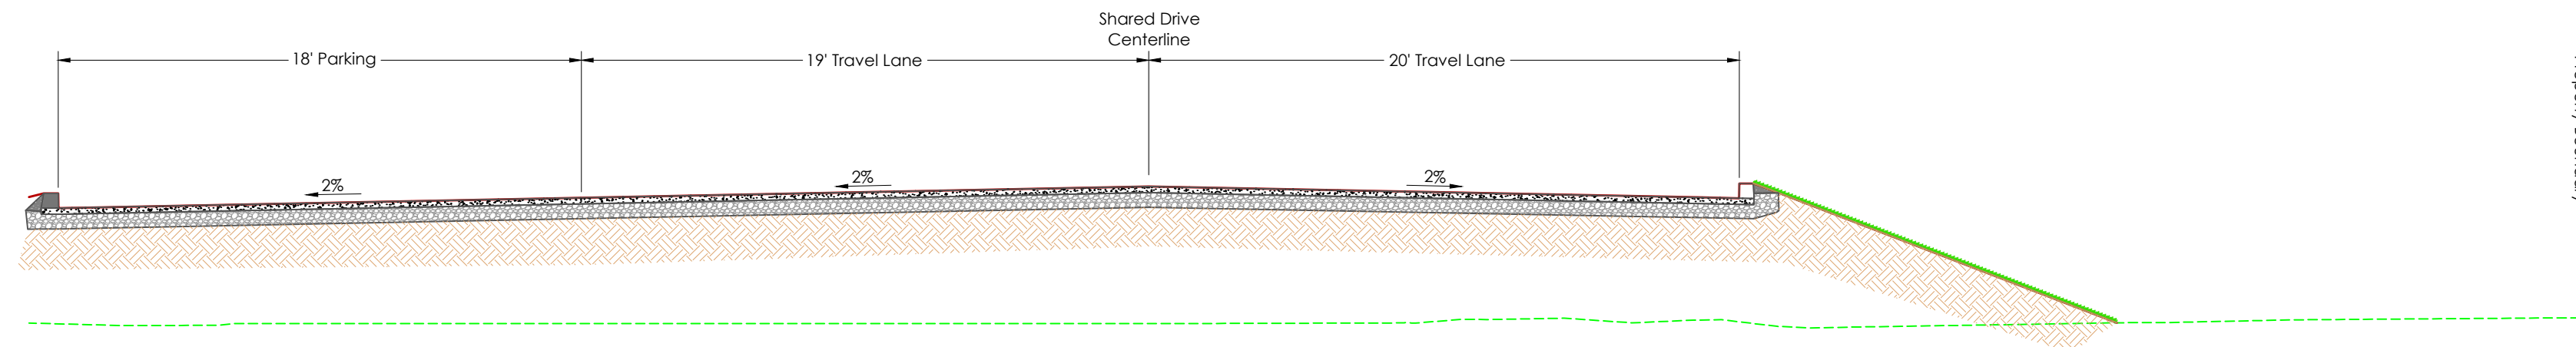 Shared Drive
Centerline
18' Parking
19' Travel Lane
20' Travel Lane
2%
2%
2%